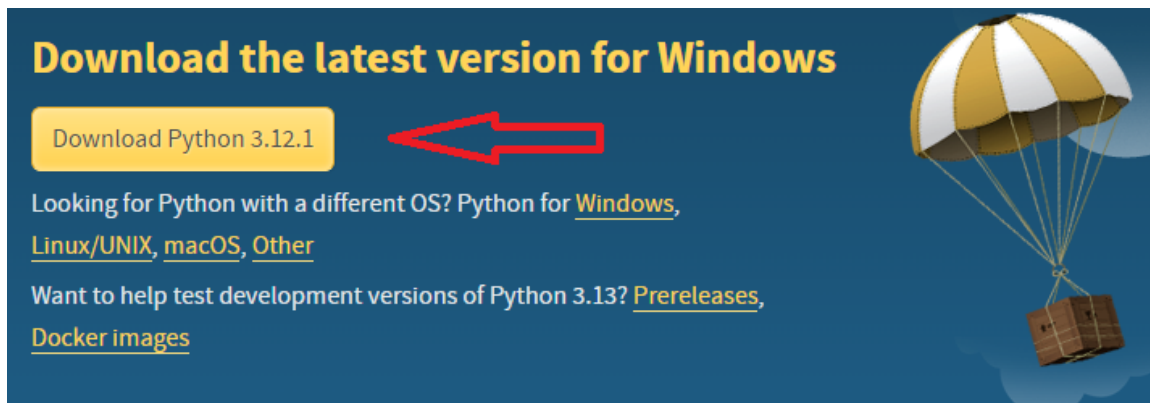 Download the latest version for Windows
Download Python 3.12.1
Looking for Python with a different OS? Python for Windows,
Linux/UNIX, macOS, Other
Want to help test development versions of Python 3.13? Prereleases,
Docker images